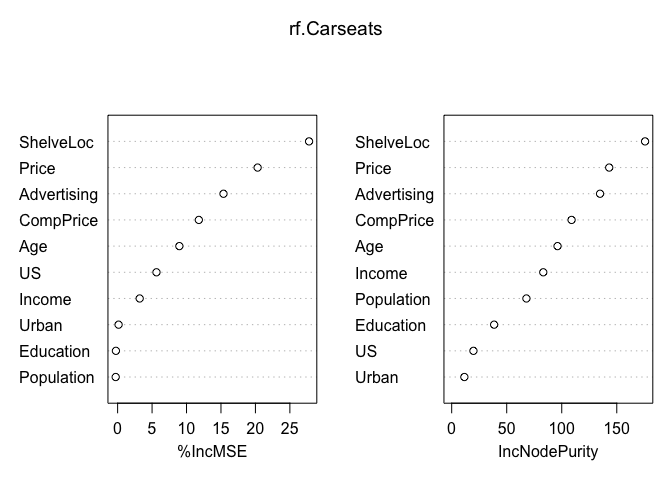 rf.Carseats
ShelveLoc
Price
Advertising
CompPrice
Age
US
Income
Urban
Education
Population
0 5 10 15 20 25
%IncMSE
ShelveLoc
Price
Advertising
CompPrice
Age
Income
Population
Education
US
Urban
0 50 100 150
IncNodePurity